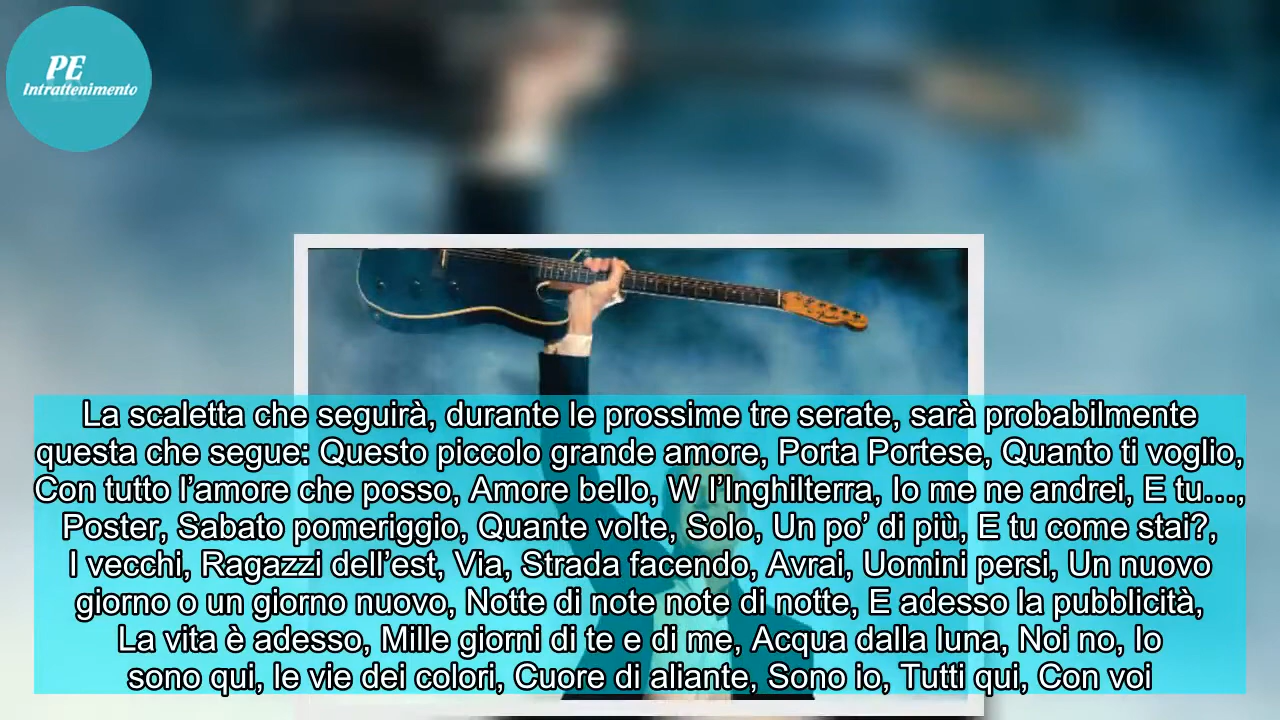 PE
Intrattenimento
La scaletta che seguirà, durante le prossime tre serate, sarà probabilmente
questa che segue: Questo piccolo grande amore, Porta Portese, Quanto ti voglio,
Con tutto l’amore che posso, Amore bello, W l’Inghilterra, Io me ne andrei, E tu…,
Poster, Sabato pomeriggio, Quante volte, Solo, Un po’ di più, E tu come stai?,
I vecchi, Ragazzi dell’est, Via, Strada facendo, Avrai, Uomini persi, Un nuovo
giorno o un giorno nuovo, Notte di note note di notte, E adesso la pubblicità,
La vita è adesso, Mille giorni di te e di me, Acqua dalla luna, Noi no, Io
sono qui, le vie dei colori, Cuore di aliante, Sono io, Tutti qui, Con voi